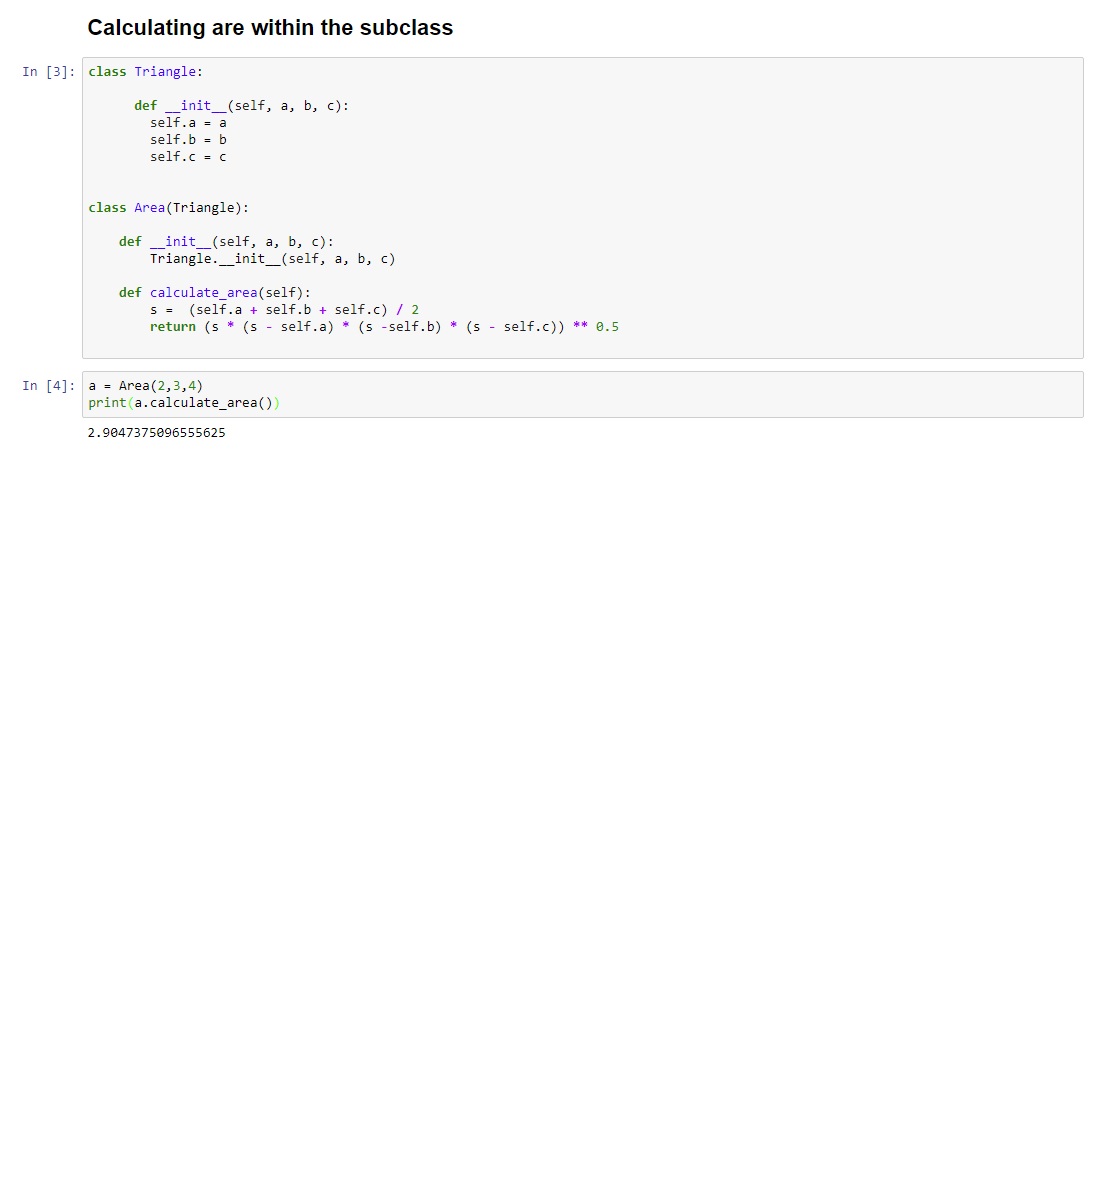 Calculating are within the subclass
In [3]: class Triangle:
def __init__(self, a, b, c):
self.a = a
self.b = b
self.c = c
class Area(Triangle):
def __init__(self, a, b, c):
Triangle.__init__(self, a, b, c)
def calculate_area(self):
s =  (self.a + self.b + self.c) / 2
return (s * (s - self.a) * (s -self.b) * (s - self.c)) ** 0.5
In [4]: a = Area(2,3,4)
print(a.calculate_area())
2.9047375096555625